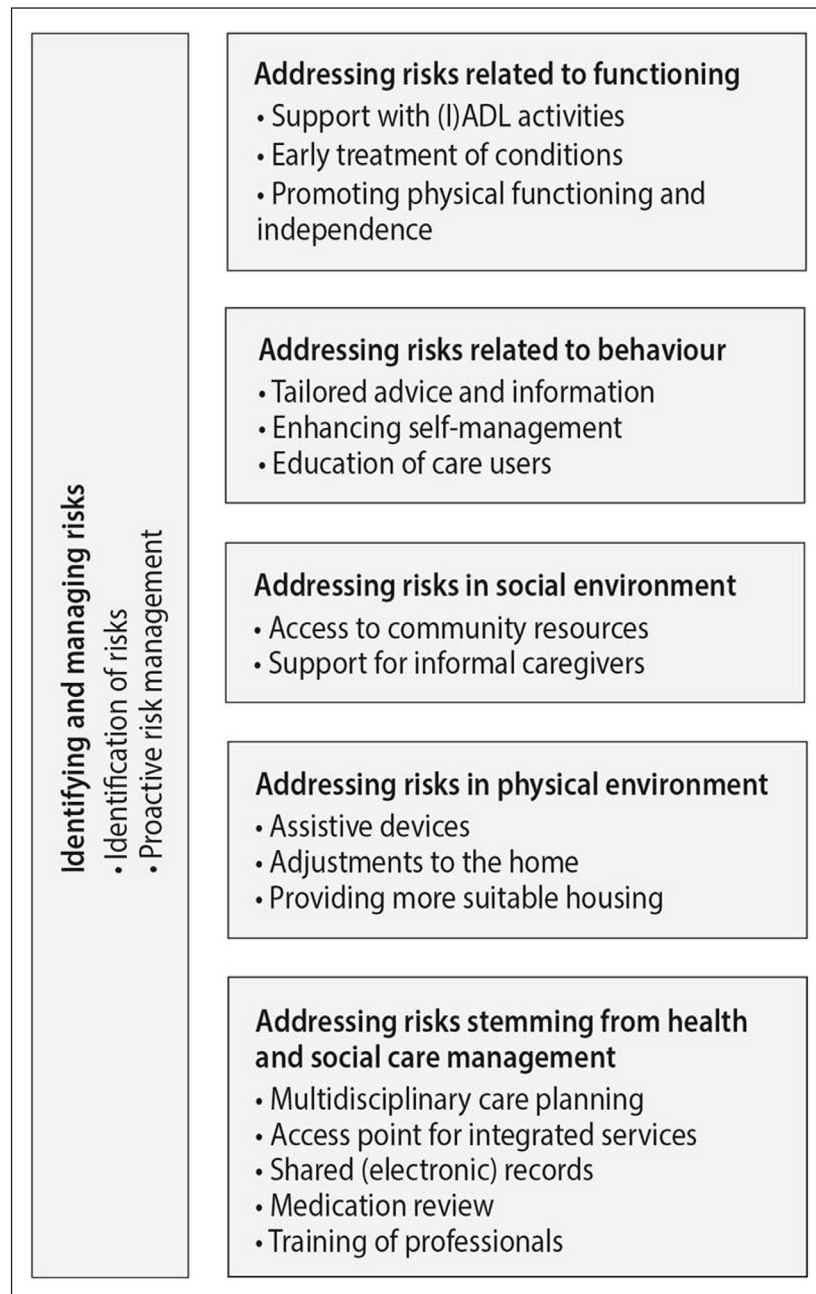 Identifying and managing risks
• Identification of risks
• Proactive risk management
Addressing risks related to functioning
• Support with (I)ADL activities
• Early treatment of conditions
• Promoting physical functioning and
independence
Addressing risks related to behaviour
• Tailored advice and information
• Enhancing self-management
• Education of care users
Addressing risks in social environment
• Access to community resources
• Support for informal caregivers
Addressing risks in physical environment
• Assistive devices
• Adjustments to the home
• Providing more suitable housing
Addressing risks stemming from health
and social care management
• Multidisciplinary care planning
• Access point for integrated services
• Shared (electronic) records
• Medication review
• Training of professionals